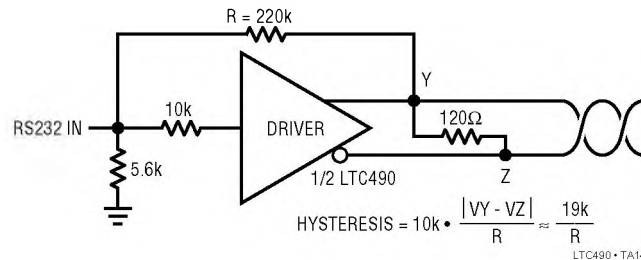 R = 220k
Y
RS232 IN
10k
DRIVER
120Ω
5.6k
1/2 LTC490
Z
HYSTERESIS = 10k • |VY - VZ| / R ≈ 19k / R